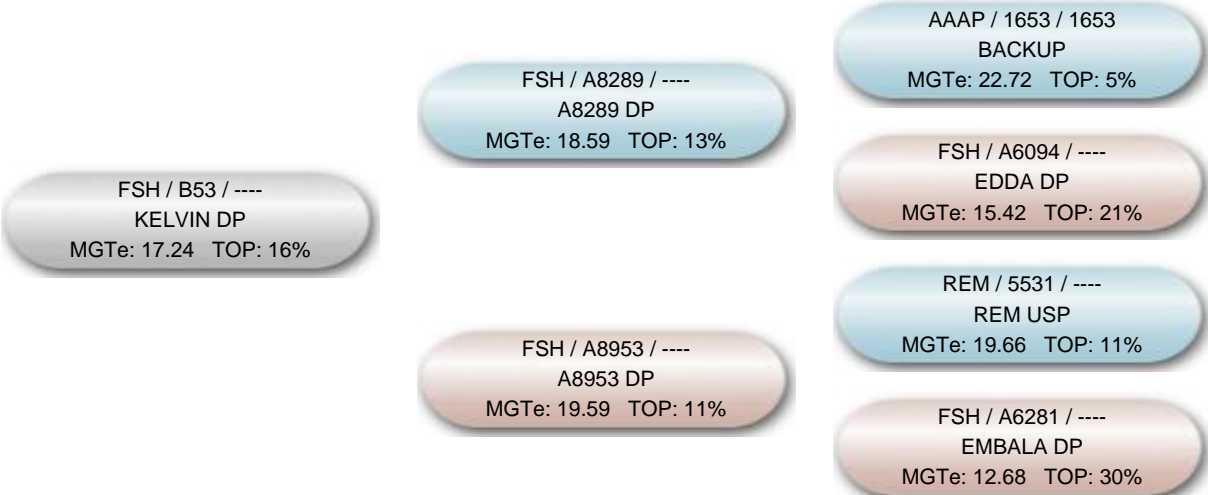 FSH / B53 / ----
KELVIN DP
MGTe: 17.24 TOP: 16%
FSH / A8289 / ----
A8289 DP
MGTe: 18.59 TOP: 13%
FSH / A8953 / ----
A8953 DP
MGTe: 19.59 TOP: 11%
AAAP / 1653 / 1653
BACKUP
MGTe: 22.72 TOP: 5%
FSH / A6094 / ----
EDDA DP
MGTe: 15.42 TOP: 21%
REM / 5531 / ----
REM USP
MGTe: 19.66 TOP: 11%
FSH / A6281 / ----
EMBALA DP
MGTe: 12.68 TOP: 30%